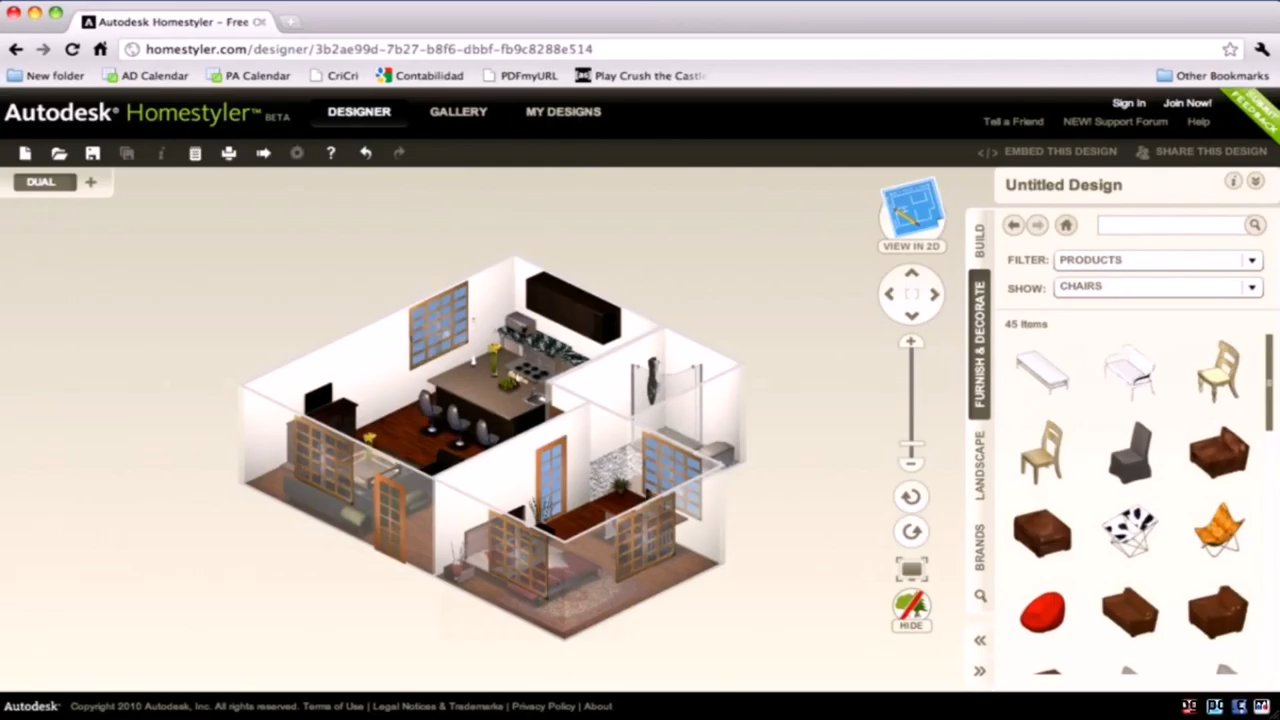 Autodesk Homestyler – Free
homestyler.com/designer/3b2ae99d-7b27-b8f6-dbbf-fb9c8288e514
New folder AD Calendar PA Calendar CriCri Contabilidad PDFmyURL Play Crush the Castle Other Bookmarks
Autodesk® Homestyler™ BETA DESIGNER GALLERY MY DESIGNS
Sign In Join Now!
Tell a Friend NEW! Support Forum Help
FEEDBACK
EMBED THIS DESIGN SHARE THIS DESIGN
DUAL
VIEW IN 2D
HIDE
Untitled Design
BUILD
FURNISH & DECORATE
LANDSCAPE
BRANDS
FILTER: PRODUCTS
SHOW: CHAIRS
45 Items
Autodesk® Copyright 2010 Autodesk, Inc. All rights reserved. Terms of Use | Legal Notices & Trademarks | Privacy Policy | About